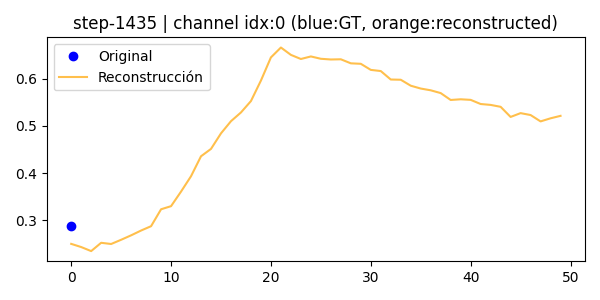 step-1435 | channel idx:0 (blue:GT, orange:reconstructed)
Original
Reconstrucción
0.6
0.5
0.4
0.3
0 10 20 30 40 50